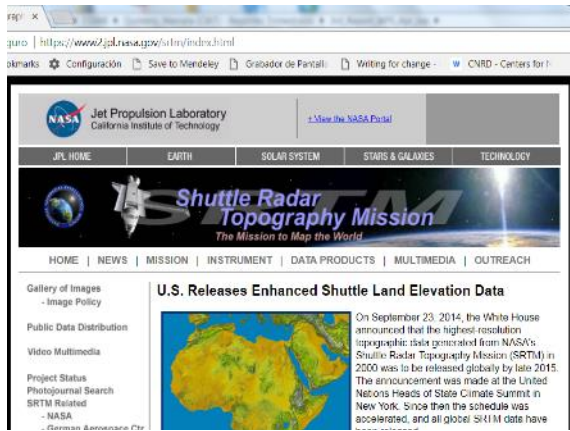 https://www2.jpl.nasa.gov/srtm/index.html
Configuración Save to Mendeley Grabador de Pantalla Writing for change - CNRD - Centers for
NASA
Jet Propulsion Laboratory
California Institute of Technology
+ View the NASA Portal
JPL HOME EARTH SOLAR SYSTEM STARS & GALAXIES TECHNOLOGY
SRTM
Shuttle Radar
Topography Mission
The Mission to Map the World
HOME | NEWS | MISSION | INSTRUMENT | DATA PRODUCTS | MULTIMEDIA | OUTREACH
Gallery of Images
- Image Policy
Public Data Distribution
Video Multimedia
Project Status
Photojournal Search
SRTM Related
- NASA
- German Aerospace Ctr
U.S. Releases Enhanced Shuttle Land Elevation Data
On September 23, 2014, the White House
announced that the highest-resolution
topographic data generated from NASA's
Shuttle Radar Topography Mission (SRTM) in
2000 was to be released globally by late 2015.
The announcement was made at the United
Nations Heads of State Climate Summit in
New York. Since then the schedule was
accelerated, and all global SRTM data have
been released